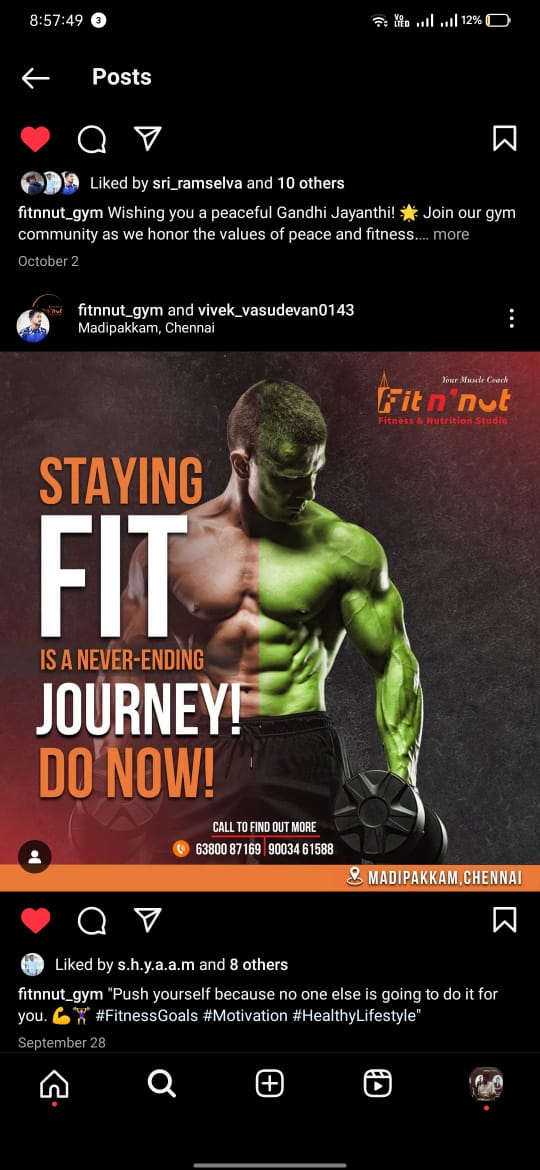 8:57:49 3 Vo LTED 12%
Posts
Liked by sri_ramselva and 10 others
fitnnut_gym Wishing you a peaceful Gandhi Jayanthi! 🌟 Join our gym
community as we honor the values of peace and fitness.... more
October 2
fitnnut_gym and vivek_vasudevan0143
Madipakkam, Chennai
Your Muscle Coach
Fit n'nut
Fitness & Nutrition Studio
STAYING
FIT
IS A NEVER-ENDING
JOURNEY!
DO NOW!
CALL TO FIND OUT MORE
63800 87169 | 90034 61588
MADIPAKKAM,CHENNAI
Liked by s.h.y.a.a.m and 8 others
fitnnut_gym "Push yourself because no one else is going to do it for
you. 💪🏋️‍♀️ #FitnessGoals #Motivation #HealthyLifestyle"
September 28